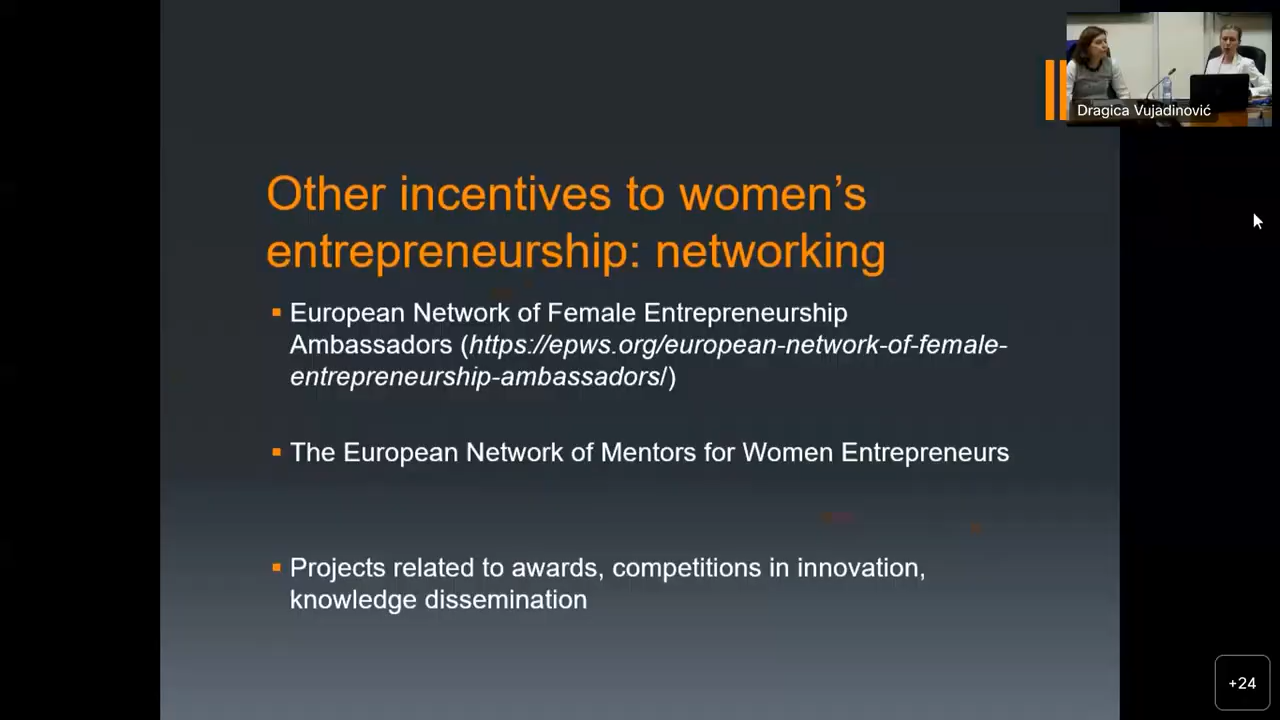 Dragica Vujadinović
Other incentives to women’s
entrepreneurship: networking
▪ European Network of Female Entrepreneurship
Ambassadors (https://epws.org/european-network-of-female-
entrepreneurship-ambassadors/)
▪ The European Network of Mentors for Women Entrepreneurs
▪ Projects related to awards, competitions in innovation,
knowledge dissemination
+24